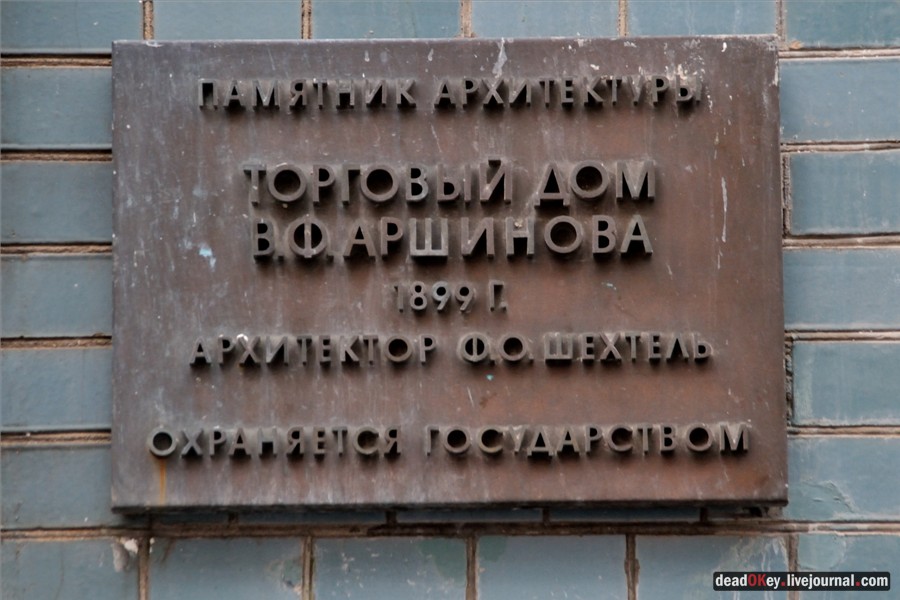 ПАМЯТНИК АРХИТЕКТУРЫ
ТОРГОВЫЙ ДОМ
В.Ф. АРШИНОВА
1899 Г.
АРХИТЕКТОР Ф.О. ШЕХТЕЛЬ
ОХРАНЯЕТСЯ ГОСУДАРСТВОМ
deadOKey.livejournal.com